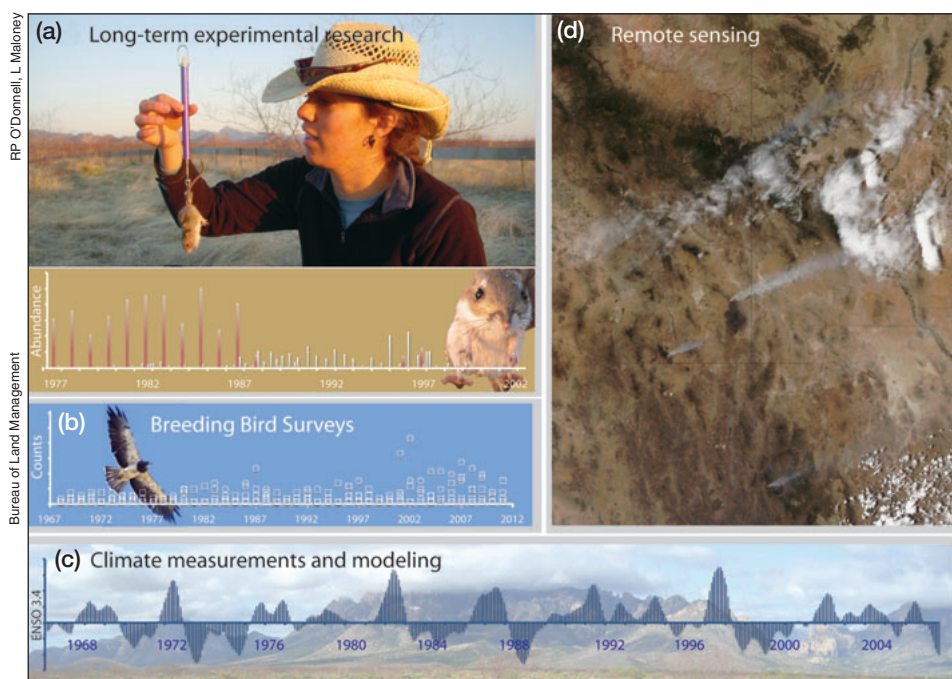 RP O'Donnell, L Maloney
(a)
Long-term experimental research
Abundance
1977 1982 1987 1992 1997 2002
Bureau of Land Management
(b)
Breeding Bird Surveys
Counts
1967 1972 1977 1982 1987 1992 1997 2002 2007 2012
(c)
Climate measurements and modeling
ENSO 3.4
1968 1972 1976 1980 1984 1988 1992 1996 2000 2004
(d)
Remote sensing